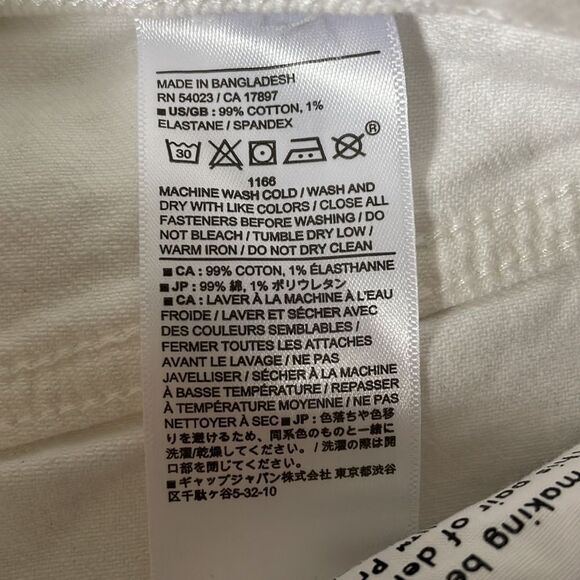 MADE IN BANGLADESH
RN 54023 / CA 17897
■ US/GB : 99% COTTON, 1%
ELASTANE / SPANDEX
30
®
1166
MACHINE WASH COLD / WASH AND
DRY WITH LIKE COLORS / CLOSE ALL
FASTENERS BEFORE WASHING / DO
NOT BLEACH / TUMBLE DRY LOW /
WARM IRON / DO NOT DRY CLEAN
■ CA : 99% COTON, 1% ÉLASTHANNE
■ JP : 99% 綿, 1% ポリウレタン
■ CA : LAVER À LA MACHINE À L'EAU
FROIDE / LAVER ET SÉCHER AVEC
DES COULEURS SEMBLABLES /
FERMER TOUTES LES ATTACHES
AVANT LE LAVAGE / NE PAS
JAVELLISER / SÉCHER À LA MACHINE
À BASSE TEMPÉRATURE / REPASSER
À TEMPÉRATURE MOYENNE / NE PAS
NETTOYER À SEC ■ JP : 色落ちや色移
りを避けるため、同系色のものと一緒に
洗濯/乾燥してください。 / 洗濯の際は開
口部を閉じてください。
■ ギャップジャパン株式会社 東京都渋谷
区千駄ヶ谷5-32-10
making be
pair of de